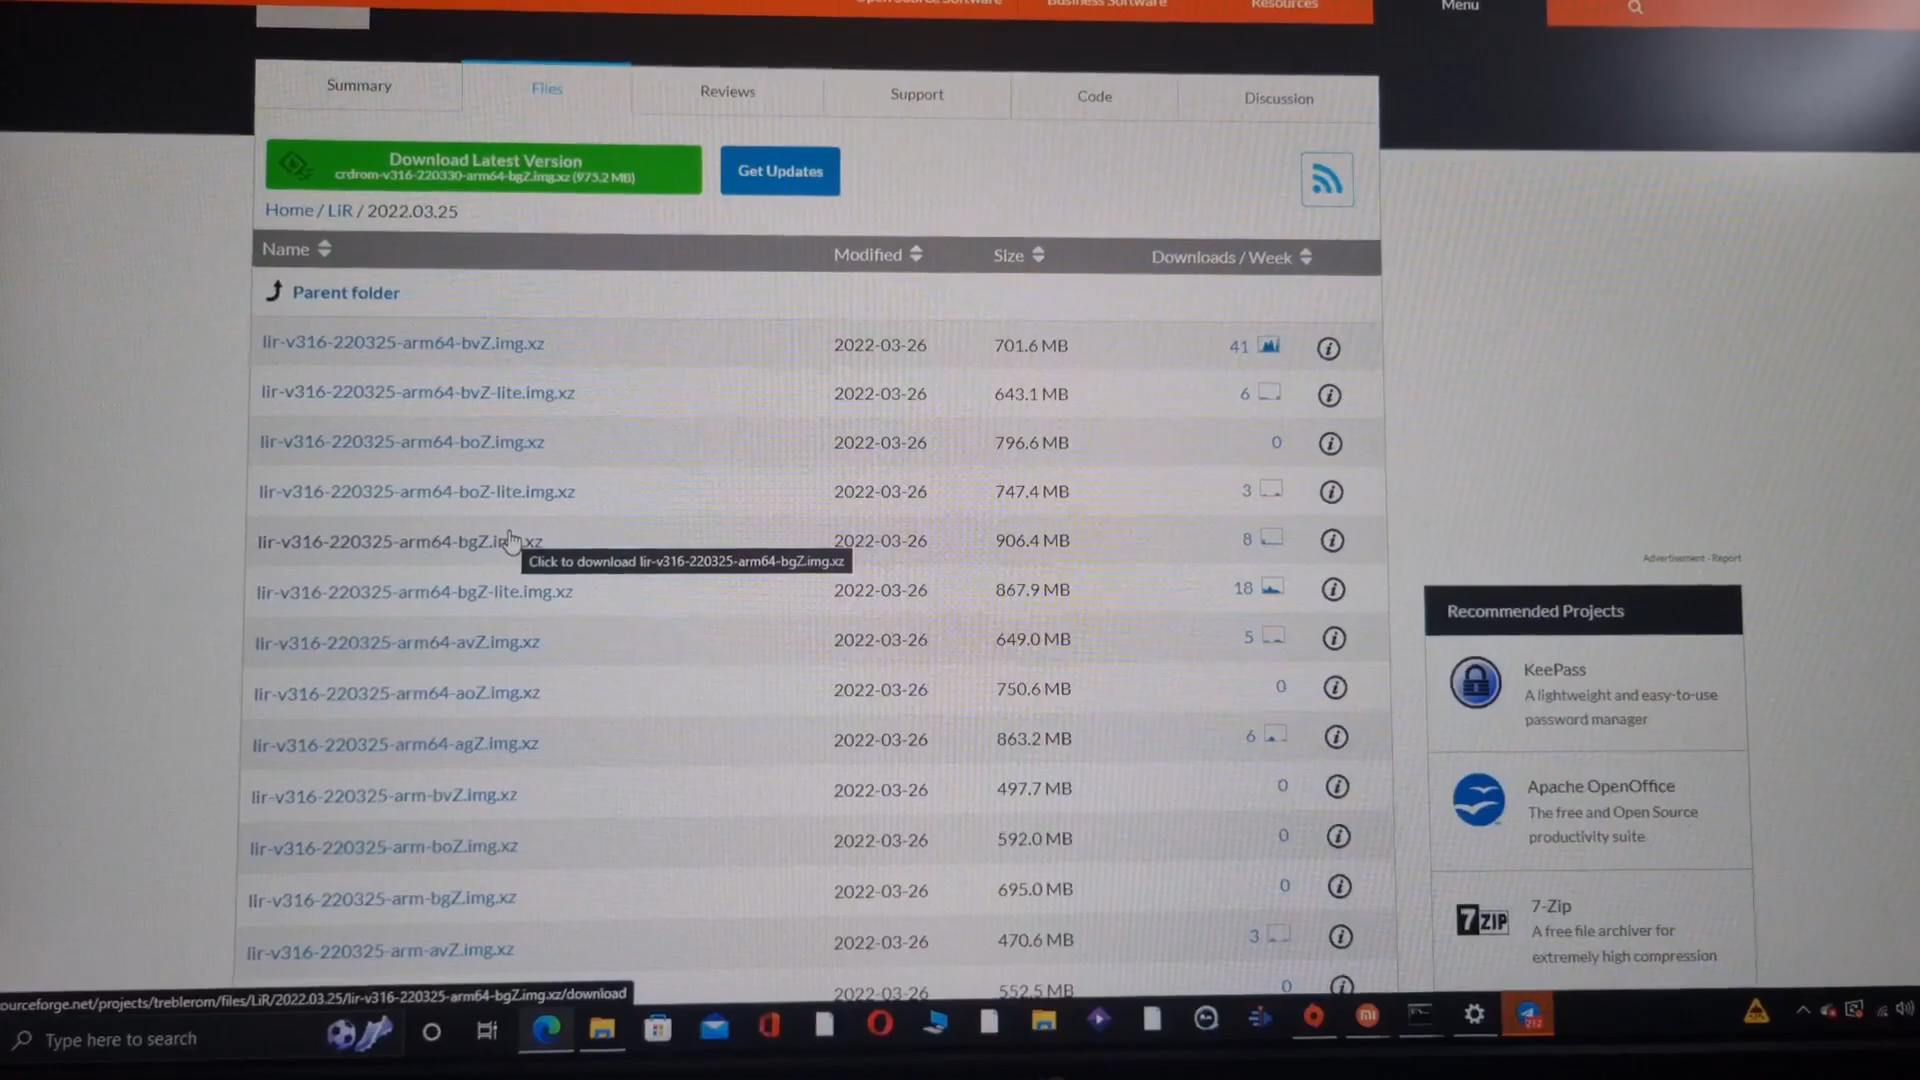 Open Source Software
Business Software
Resources
Menu
Summary
Files
Reviews
Support
Code
Discussion
Download Latest Version
crdrom-v316-220330-arm64-bgZ.img.xz (975.2 MB)
Get Updates
Home / LiR / 2022.03.25
Name
Modified
Size
Downloads / Week
Parent folder
lir-v316-220325-arm64-bvZ.img.xz 2022-03-26 701.6 MB 41
lir-v316-220325-arm64-bvZ-lite.img.xz 2022-03-26 643.1 MB 6
lir-v316-220325-arm64-boZ.img.xz 2022-03-26 796.6 MB 0
lir-v316-220325-arm64-boZ-lite.img.xz 2022-03-26 747.4 MB 3
lir-v316-220325-arm64-bgZ.i xz 2022-03-26 906.4 MB 8
Click to download lir-v316-220325-arm64-bgZ.img.xz
lir-v316-220325-arm64-bgZ-lite.img.xz 2022-03-26 867.9 MB 18
lir-v316-220325-arm64-avZ.img.xz 2022-03-26 649.0 MB 5
lir-v316-220325-arm64-aoZ.img.xz 2022-03-26 750.6 MB 0
lir-v316-220325-arm64-agZ.img.xz 2022-03-26 863.2 MB 6
lir-v316-220325-arm-bvZ.img.xz 2022-03-26 497.7 MB 0
lir-v316-220325-arm-boZ.img.xz 2022-03-26 592.0 MB 0
lir-v316-220325-arm-bgZ.img.xz 2022-03-26 695.0 MB 0
lir-v316-220325-arm-avZ.img.xz 2022-03-26 470.6 MB 3
2022-03-26 552.5 MB 0
Advertisement - Report
Recommended Projects
KeePass
A lightweight and easy-to-use
password manager
Apache OpenOffice
The free and Open Source
productivity suite
7ZIP
7-Zip
A free file archiver for
extremely high compression
ourceforge.net/projects/treblerom/files/LiR/2022.03.25/lir-v316-220325-arm64-bgZ.img.xz/download
Type here to search
212